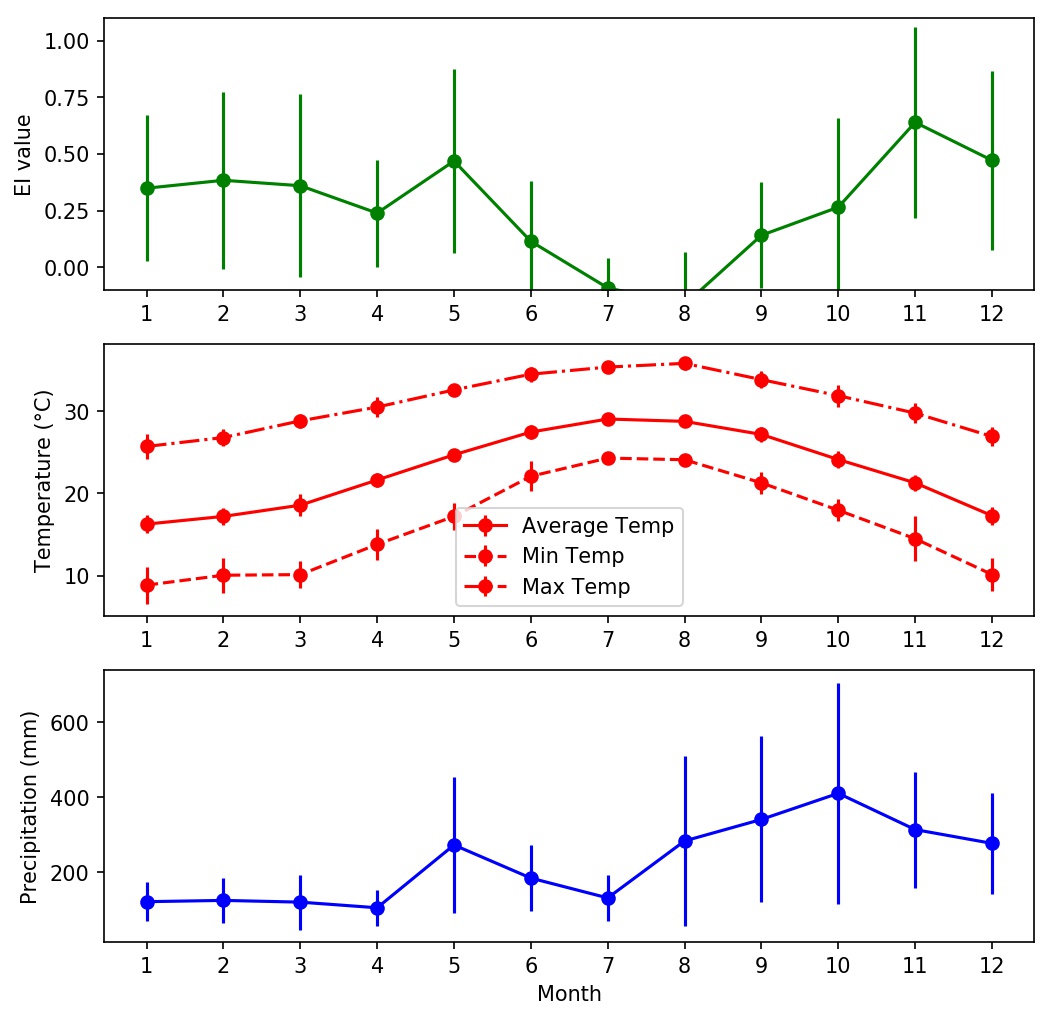 EI value
1.00
0.75
0.50
0.25
0.00
1 2 3 4 5 6 7 8 9 10 11 12
Temperature (°C)
30
20
10
Average Temp
Min Temp
Max Temp
1 2 3 4 5 6 7 8 9 10 11 12
Precipitation (mm)
600
400
200
1 2 3 4 5 6 7 8 9 10 11 12
Month